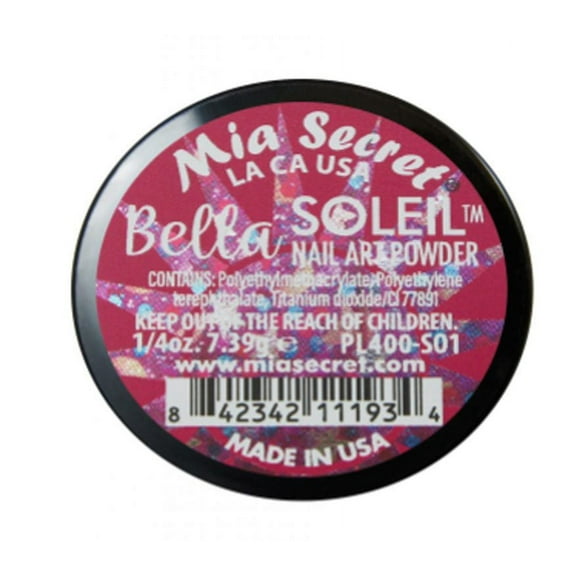 Mia Secret®
LA CA USA
Bella SOLEIL™
NAIL ART POWDER
CONTAINS: Polyethylmethacrylate, Polyethylene
terephthalate, Titanium dioxide/CI 77891
KEEP OUT OF THE REACH OF CHILDREN.
1/4oz. 7.39g e PL400-S01
www.miasecret.com
8 42342 11193 4
MADE IN USA